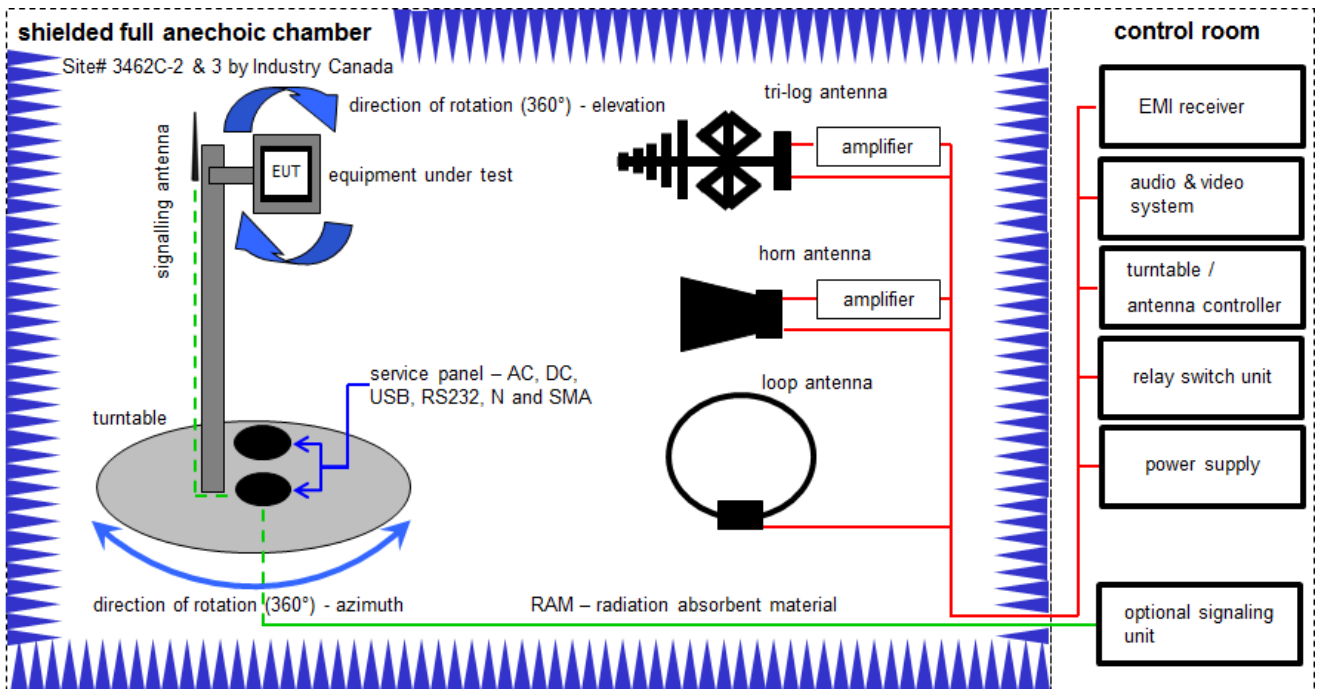 shielded full anechoic chamber
Site# 3462C-2 & 3 by Industry Canada
direction of rotation (360°) - elevation
signalling antenna
EUT
equipment under test
tri-log antenna
amplifier
horn antenna
amplifier
service panel – AC, DC,
USB, RS232, N and SMA
loop antenna
turntable
direction of rotation (360°) - azimuth
RAM – radiation absorbent material
control room
EMI receiver
audio & video
system
turntable /
antenna controller
relay switch unit
power supply
optional signaling
unit